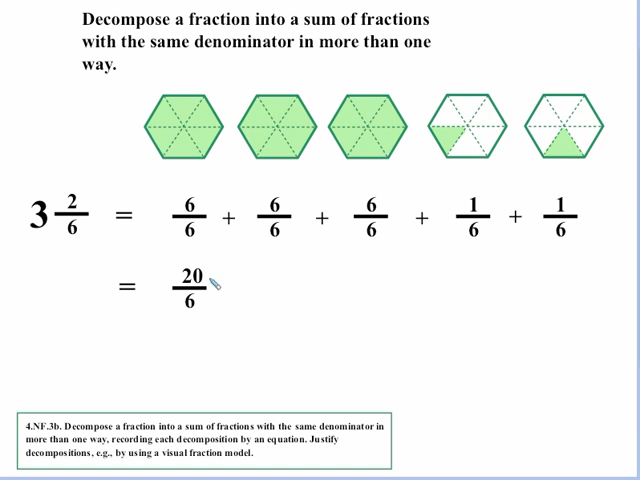 Decompose a fraction into a sum of fractions
with the same denominator in more than one
way.
3 2/6 = 6/6 + 6/6 + 6/6 + 1/6 + 1/6
= 20/6
4.NF.3b. Decompose a fraction into a sum of fractions with the same denominator in
more than one way, recording each decomposition by an equation. Justify
decompositions, e.g., by using a visual fraction model.